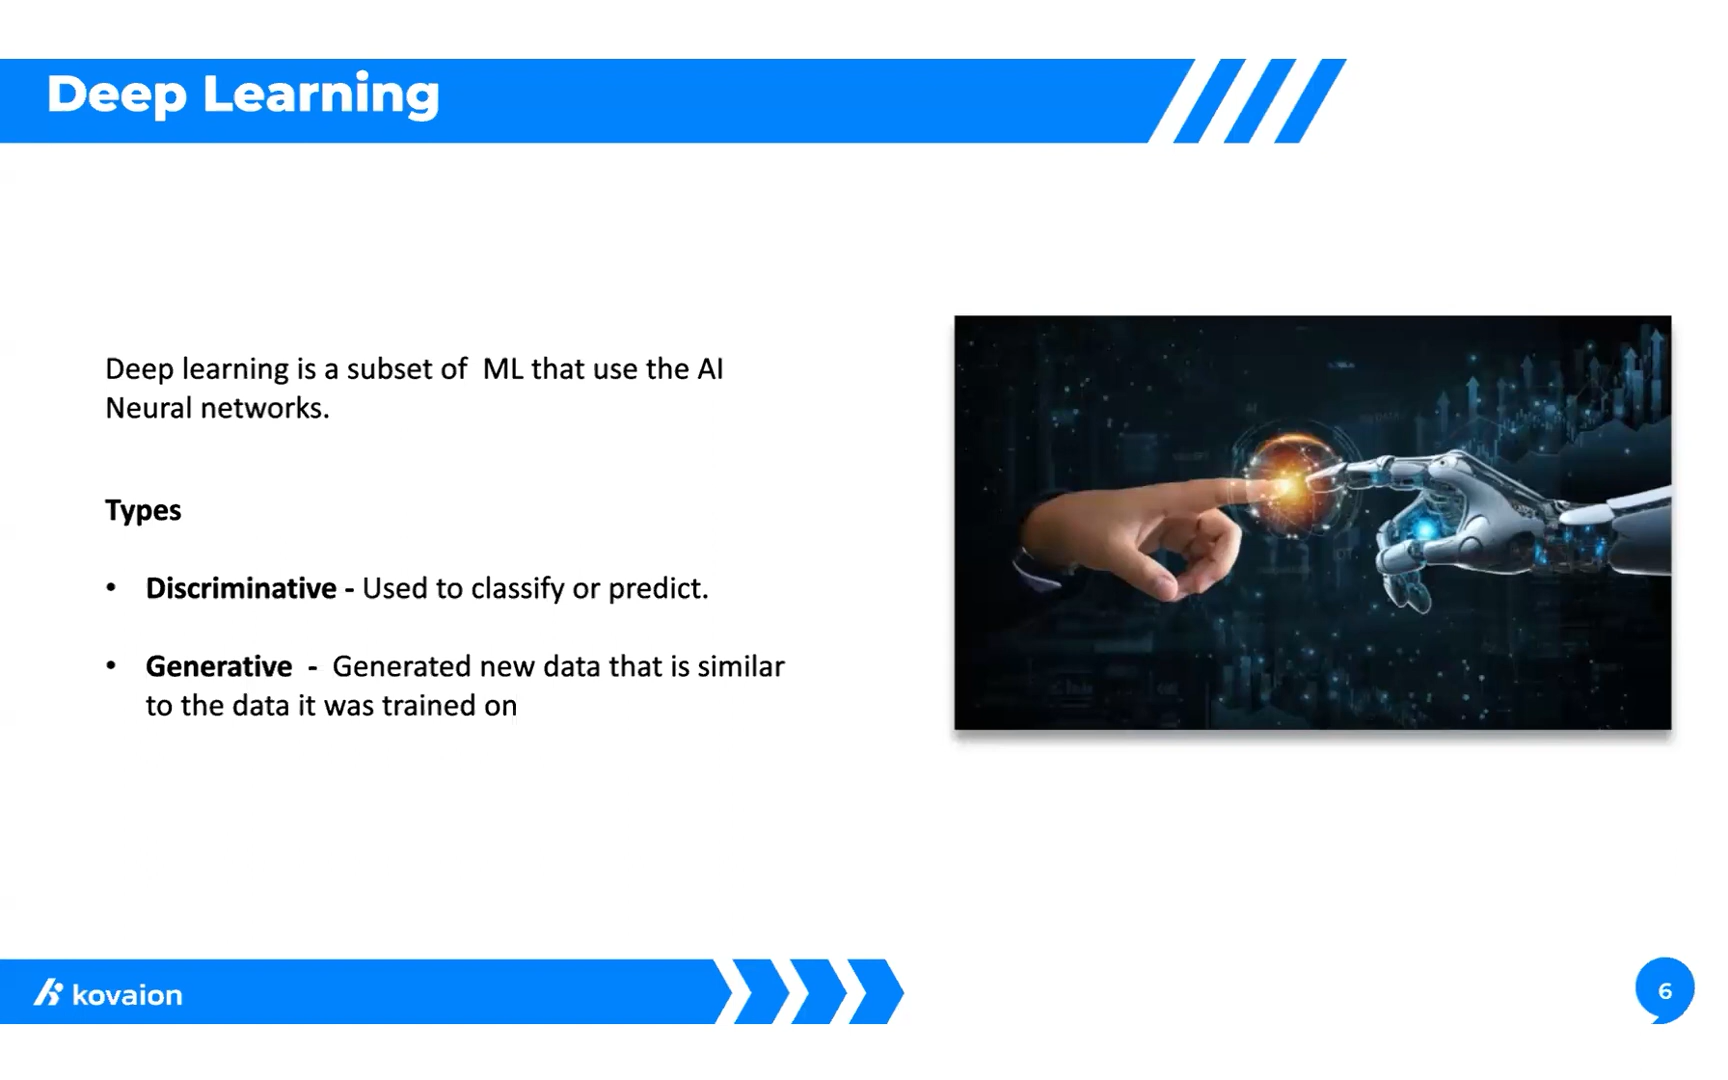 Deep Learning
Deep learning is a subset of  ML that use the AI
Neural networks.
Types
• Discriminative - Used to classify or predict.
• Generative  -  Generated new data that is similar
to the data it was trained on
kovaion
6